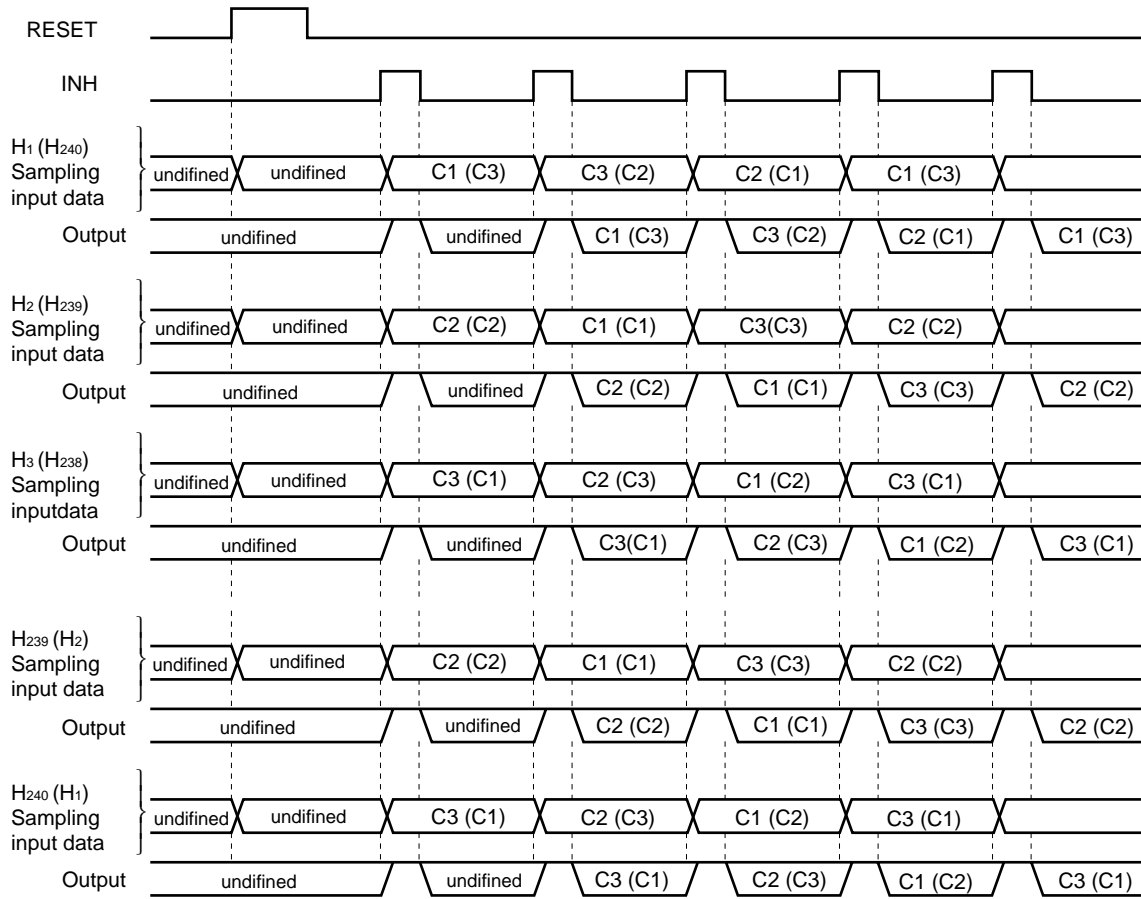 RESET
INH
H1 (H240)
Sampling
input data
undifined undifined C1 (C3) C3 (C2) C2 (C1) C1 (C3)
Output undifined undifined C1 (C3) C3 (C2) C2 (C1) C1 (C3)
H2 (H239)
Sampling
input data
undifined undifined C2 (C2) C1 (C1) C3(C3) C2 (C2)
Output undifined undifined C2 (C2) C1 (C1) C3 (C3) C2 (C2)
H3 (H238)
Sampling
inputdata
undifined undifined C3 (C1) C2 (C3) C1 (C2) C3 (C1)
Output undifined undifined C3(C1) C2 (C3) C1 (C2) C3 (C1)
H239 (H2)
Sampling
input data
undifined undifined C2 (C2) C1 (C1) C3 (C3) C2 (C2)
Output undifined undifined C2 (C2) C1 (C1) C3 (C3) C2 (C2)
H240 (H1)
Sampling
input data
undifined undifined C3 (C1) C2 (C3) C1 (C2) C3 (C1)
Output undifined undifined C3 (C1) C2 (C3) C1 (C2) C3 (C1)